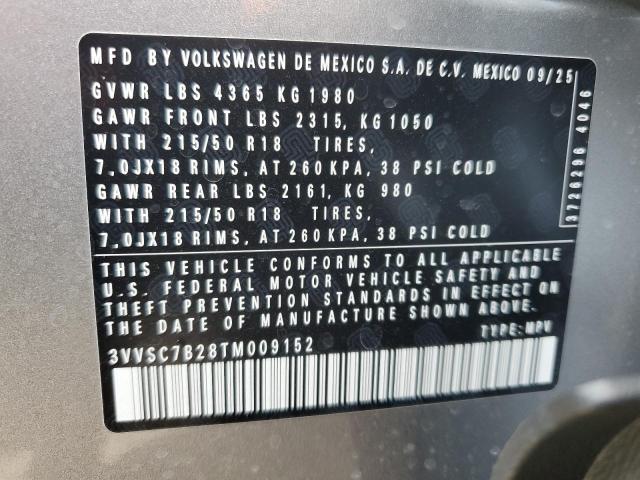 MFD BY VOLKSWAGEN DE MEXICO S.A. DE C.V. MEXICO 09/25
GVWR LBS 4365 KG 1980
GAWR FRONT LBS 2315, KG 1050
WITH 215/50 R18 TIRES,
7.0JX18 RIMS, AT 260 KPA, 38 PSI COLD
GAWR REAR LBS 2161, KG 980
WITH 215/50 R18 TIRES,
7.0JX18 RIMS, AT 260 KPA, 38 PSI COLD
3726296 4046
THIS VEHICLE CONFORMS TO ALL APPLICABLE
U.S. FEDERAL MOTOR VEHICLE SAFETY AND
THEFT PREVENTION STANDARDS IN EFFECT ON
THE DATE OF MANUFACTURE SHOWN ABOVE.
3VVSC7B28TM009152 TYPE: MPV